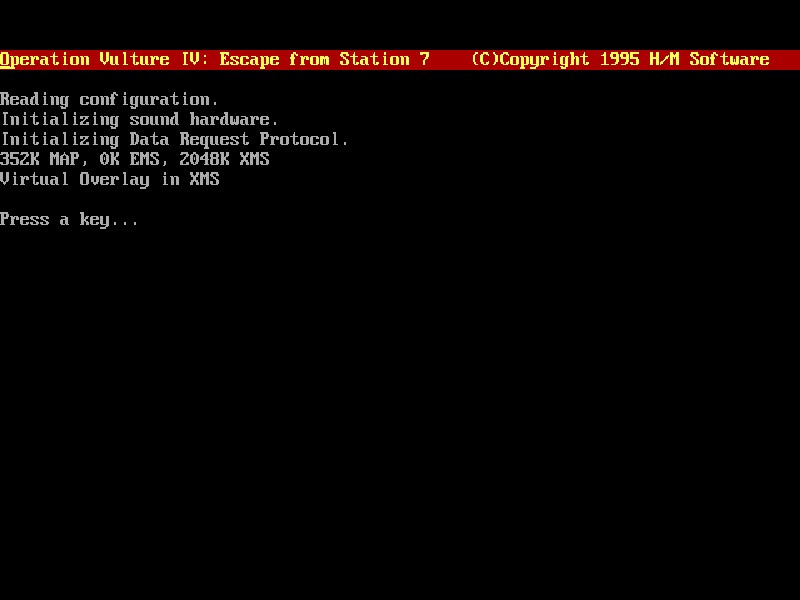 Operation Vulture IV: Escape from Station 7    (C)Copyright 1995 H/M Software
Reading configuration.
Initializing sound hardware.
Initializing Data Request Protocol.
352K MAP, 0K EMS, 2048K XMS
Virtual Overlay in XMS
Press a key...